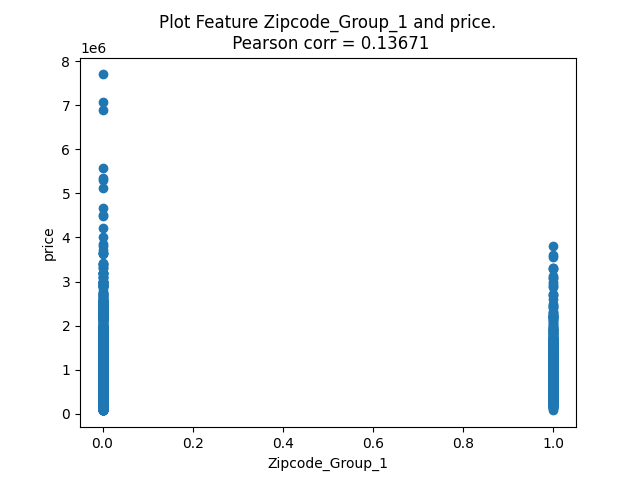 Plot Feature Zipcode_Group_1 and price.
Pearson corr = 0.13671
1e6
8
7
6
5
4
3
2
1
0
price
0.0 0.2 0.4 0.6 0.8 1.0
Zipcode_Group_1